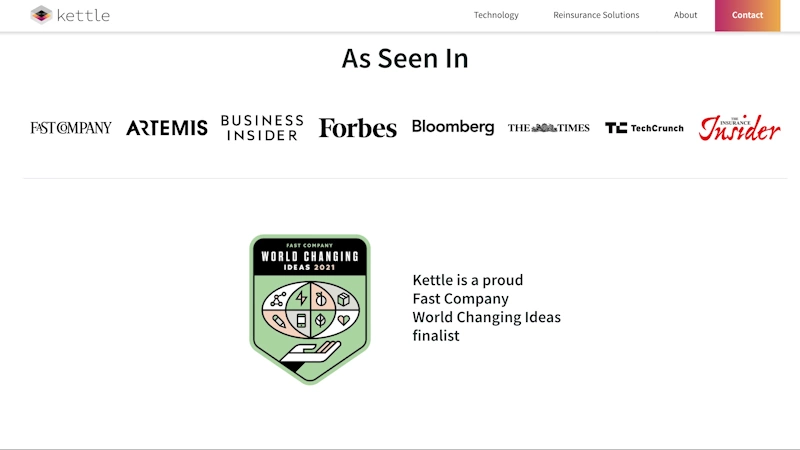 kettle
Technology
Reinsurance Solutions
About
Contact
As Seen In
FAST COMPANY
ARTEMIS
BUSINESS
INSIDER
Forbes
Bloomberg
THE TIMES
TC TechCrunch
THE
INSURANCE
Insider
FAST COMPANY
WORLD CHANGING
IDEAS 2021
Kettle is a proud
Fast Company
World Changing Ideas
finalist